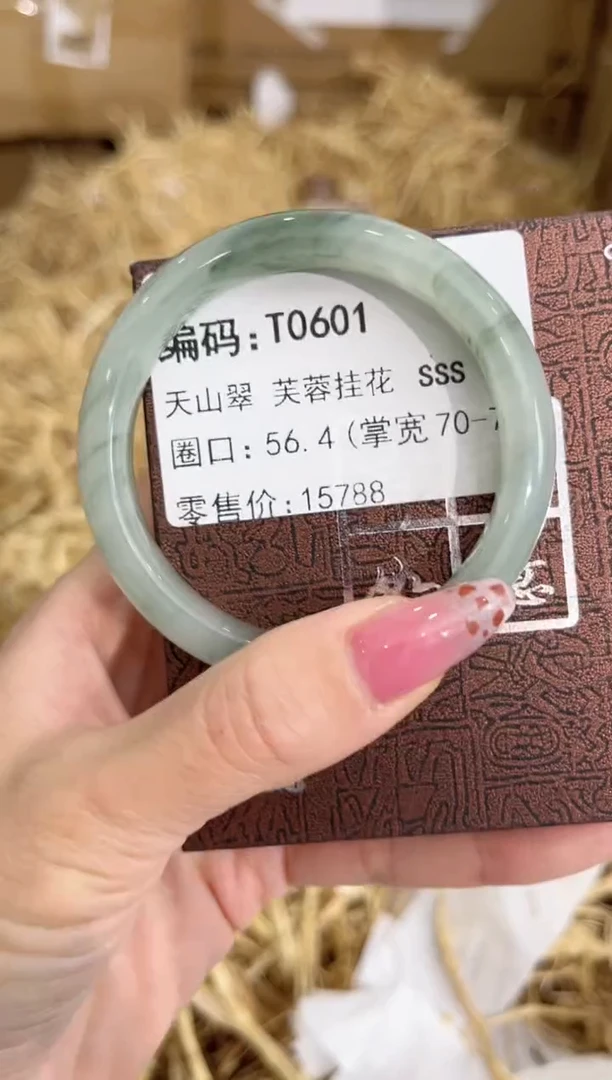 编码:T0601
天山翠 芙蓉挂花 SSS
圈口:56.4(掌宽70-7
零售价:15788